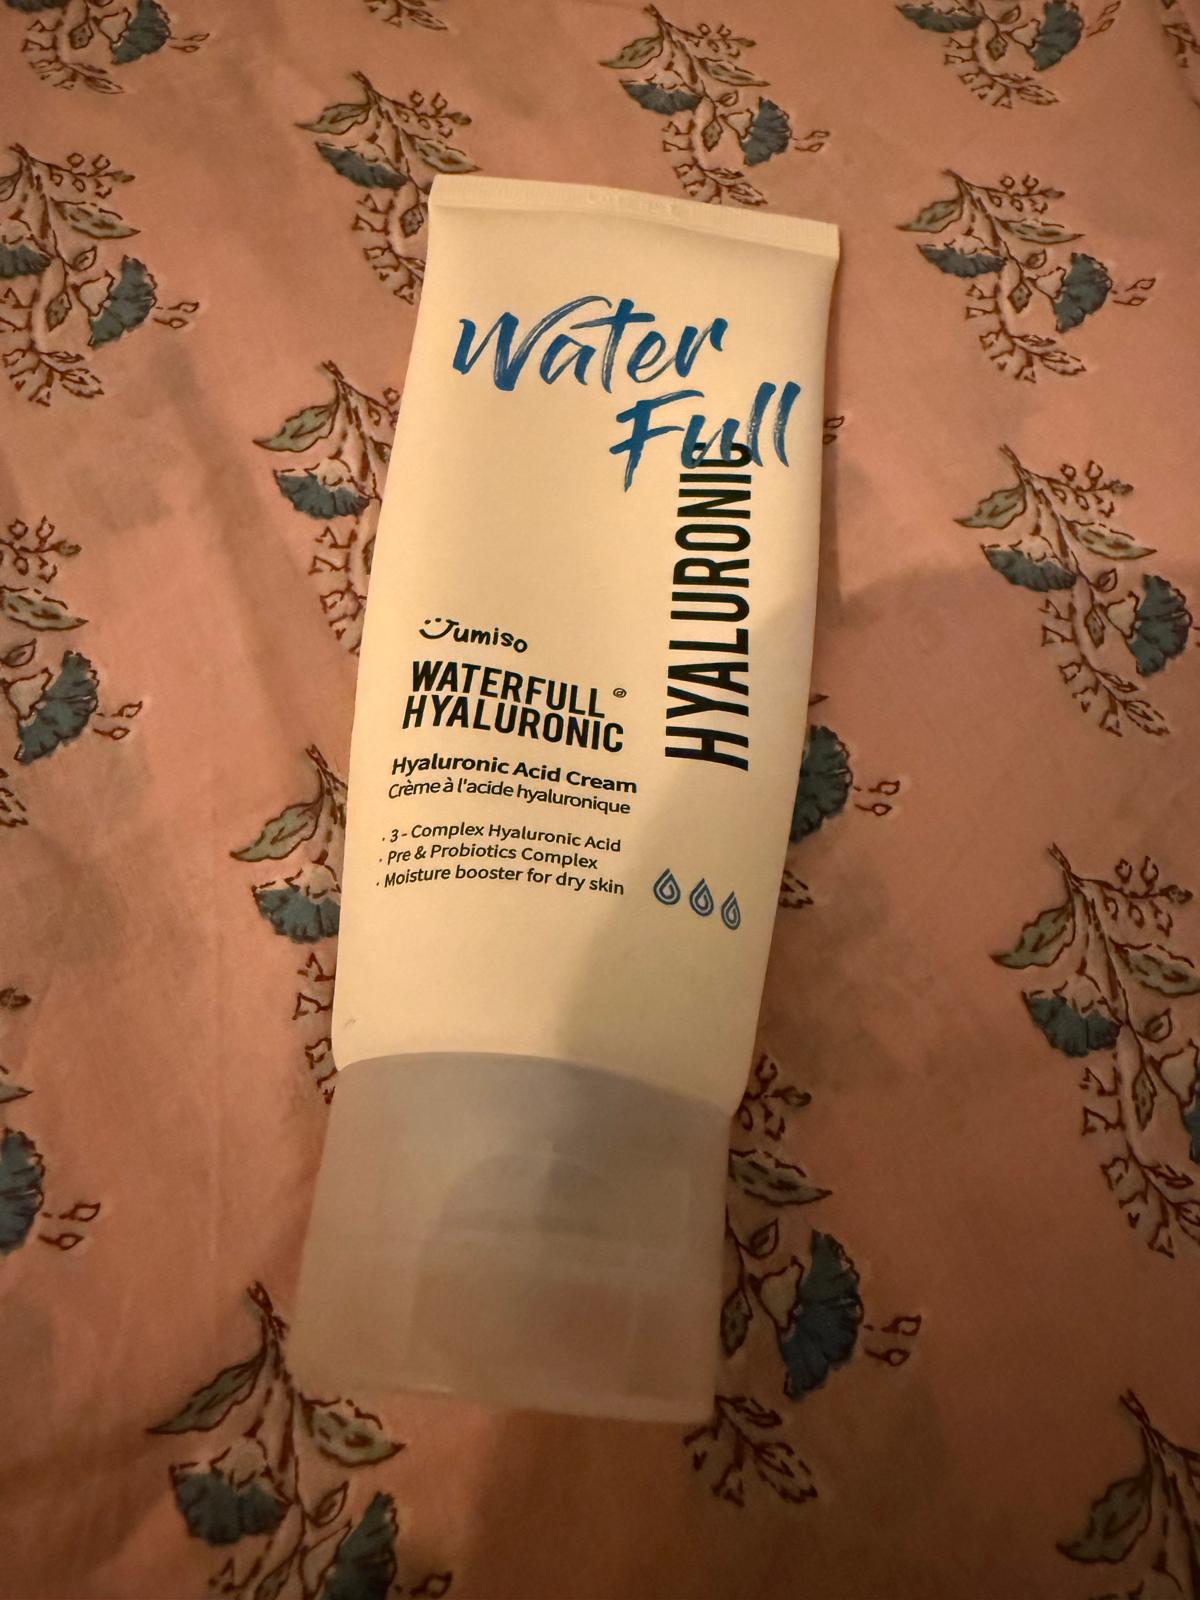 Water
Full
HYALURONIC
Jumiso
WATERFULL®
HYALURONIC
Hyaluronic Acid Cream
Crème à l'acide hyaluronique
. 3 - Complex Hyaluronic Acid
. Pre & Probiotics Complex
. Moisture booster for dry skin